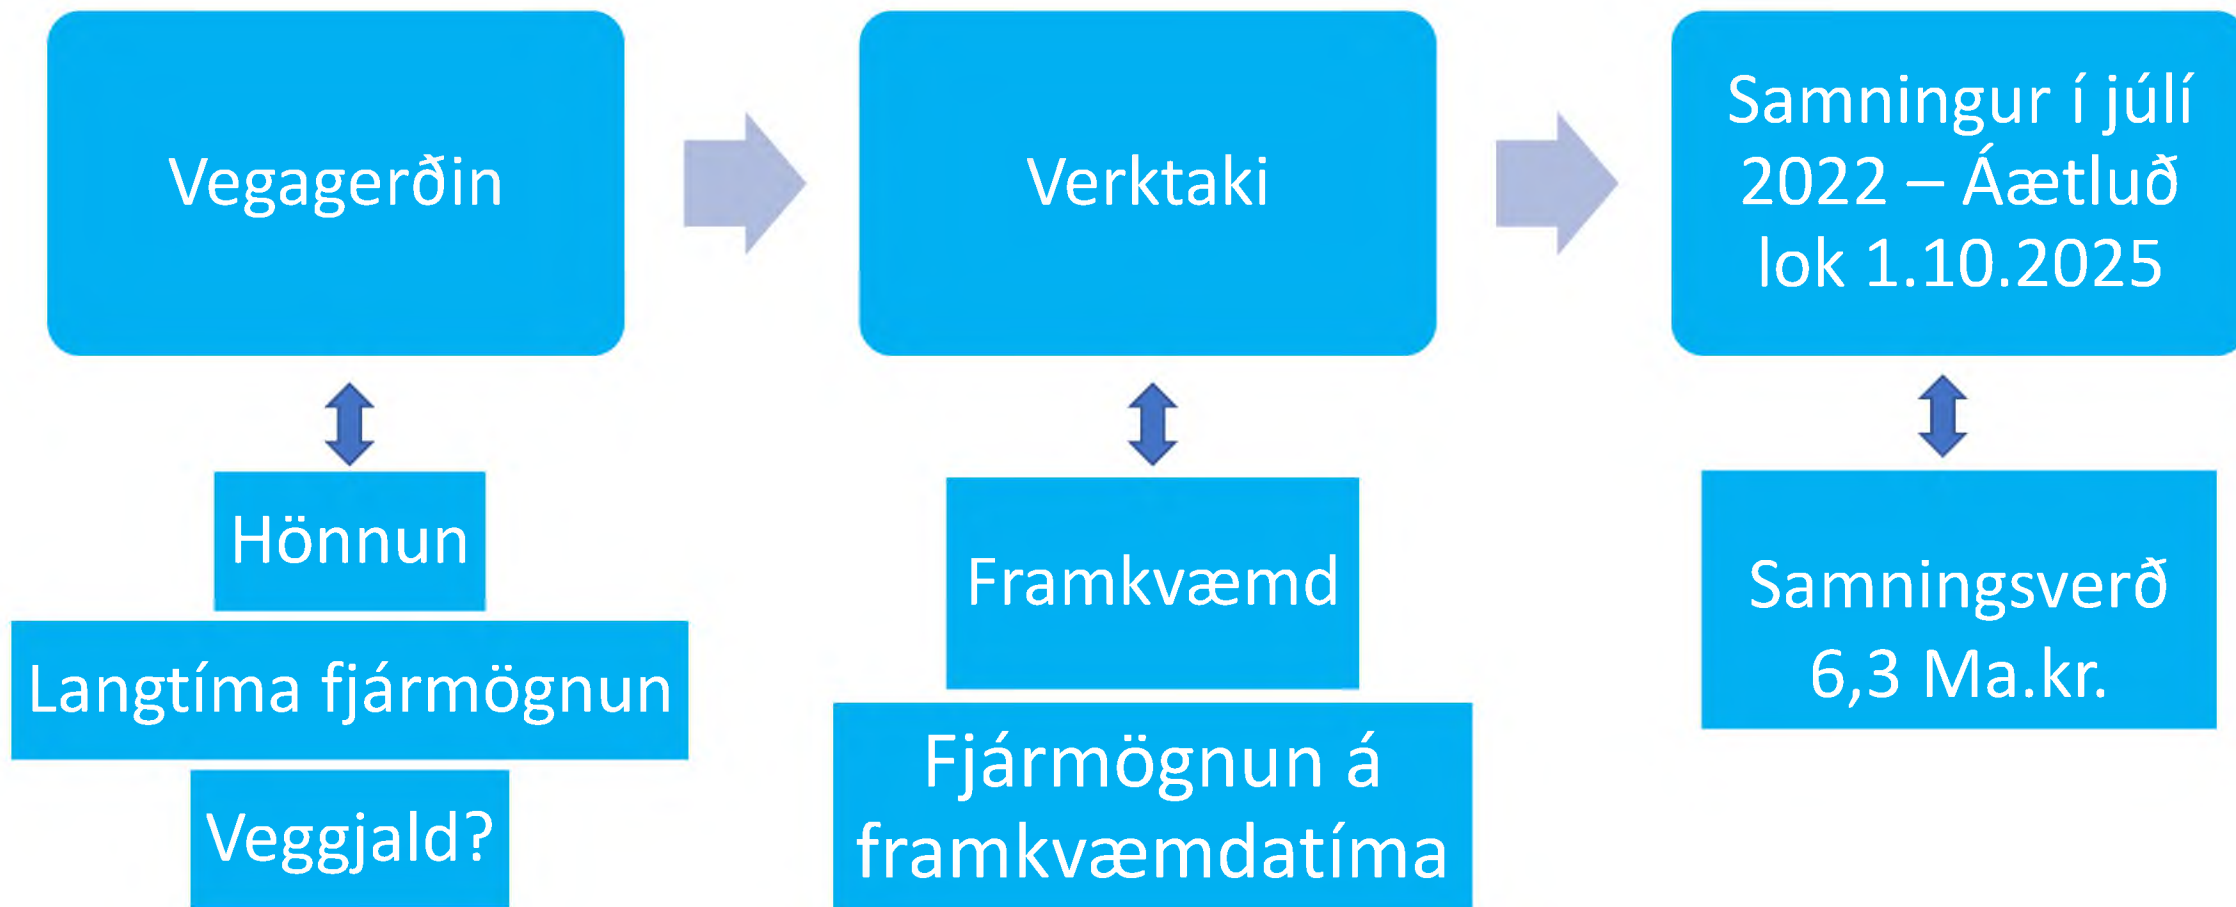 Vegagerðin
Verktaki
Samningur í júlí
2022 – Áætluð
lok 1.10.2025
Hönnun
Langtíma fjármögnun
Veggjald?
Framkvæmd
Fjármögnun á
framkvæmdatíma
Samningsverð
6,3 Ma.kr.